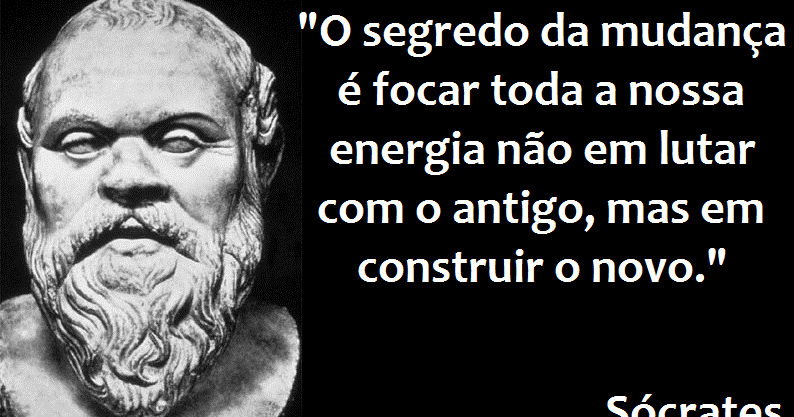 "O segredo da mudança
é focar toda a nossa
energia não em lutar
com o antigo, mas em
construir o novo."
Sócrates